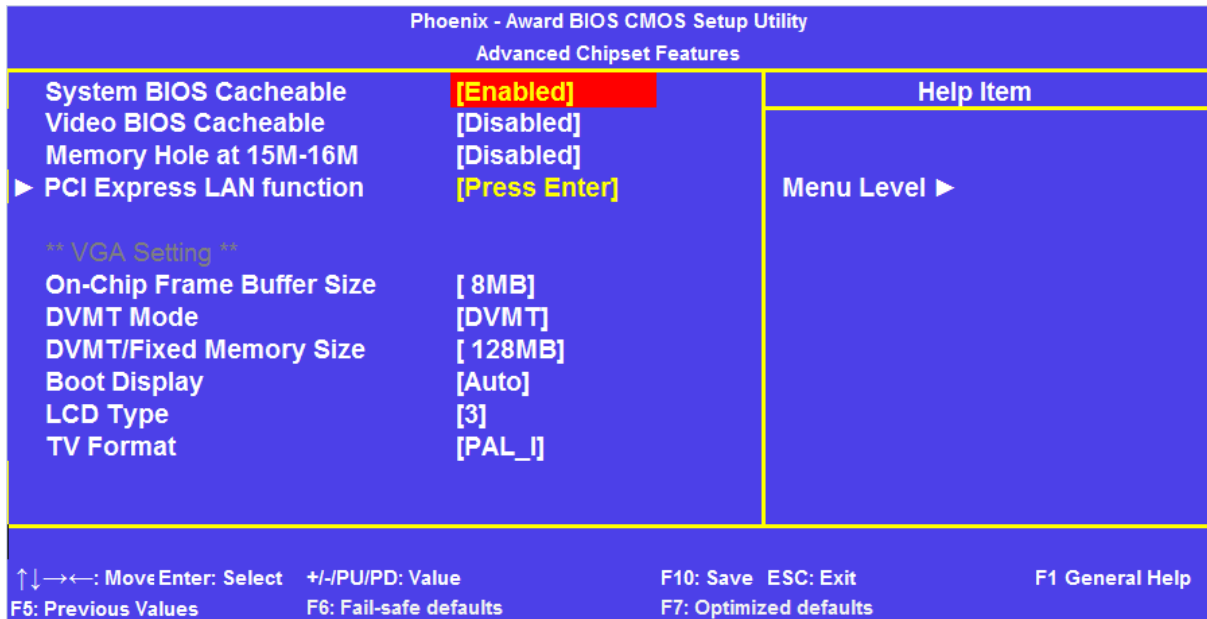 Phoenix - Award BIOS CMOS Setup Utility
Advanced Chipset Features
System BIOS Cacheable [Enabled]
Help Item
Video BIOS Cacheable [Disabled]
Memory Hole at 15M-16M [Disabled]
► PCI Express LAN function [Press Enter]
Menu Level ►
** VGA Setting **
On-Chip Frame Buffer Size [ 8MB]
DVMT Mode [DVMT]
DVMT/Fixed Memory Size [ 128MB]
Boot Display [Auto]
LCD Type [3]
TV Format [PAL_I]
↑↓→←: Move Enter: Select +/-/PU/PD: Value F10: Save ESC: Exit F1 General Help
F5: Previous Values F6: Fail-safe defaults F7: Optimized defaults